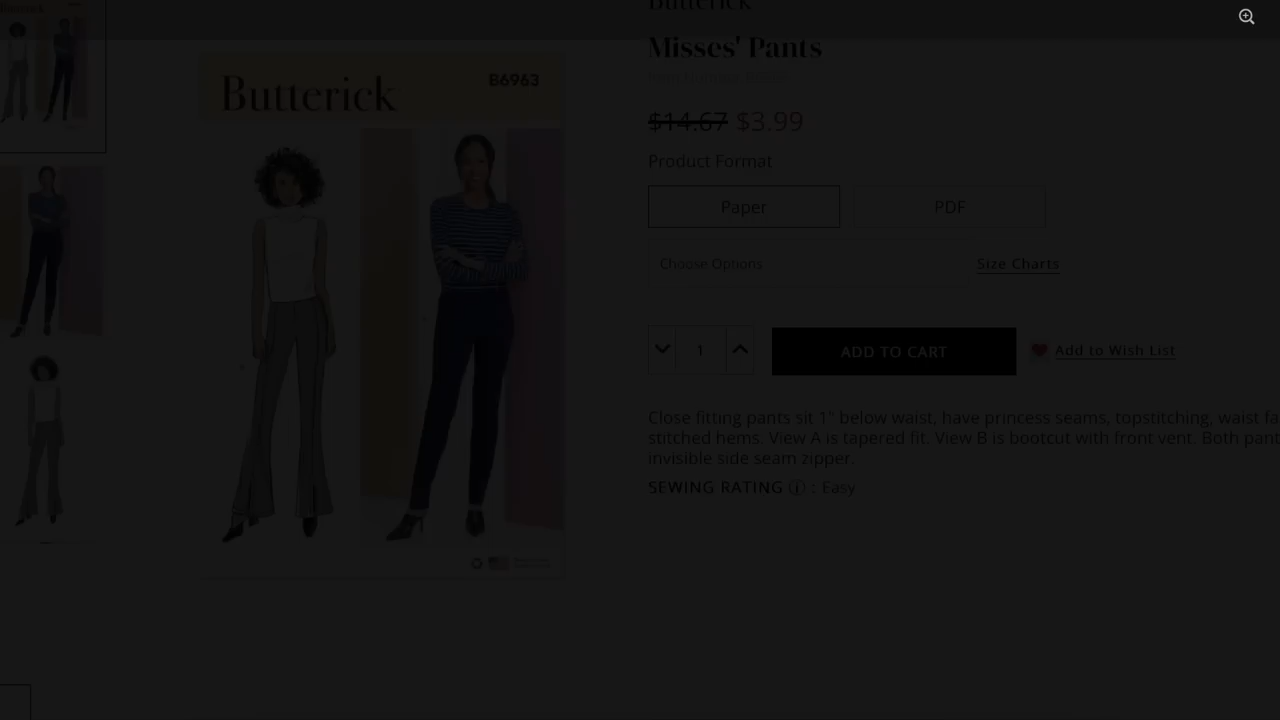 Butterick
Misses' Pants
Butterick
B6963
$14.67 $3.99
Product Format
Paper
PDF
Choose Options
Size Charts
1
ADD TO CART
Add to Wish List
Close fitting pants sit 1" below waist, have princess seams, topstitching, waist fa
stitched hems. View A is tapered fit. View B is bootcut with front vent. Both pant
invisible side seam zipper.
SEWING RATING ⓘ : Easy